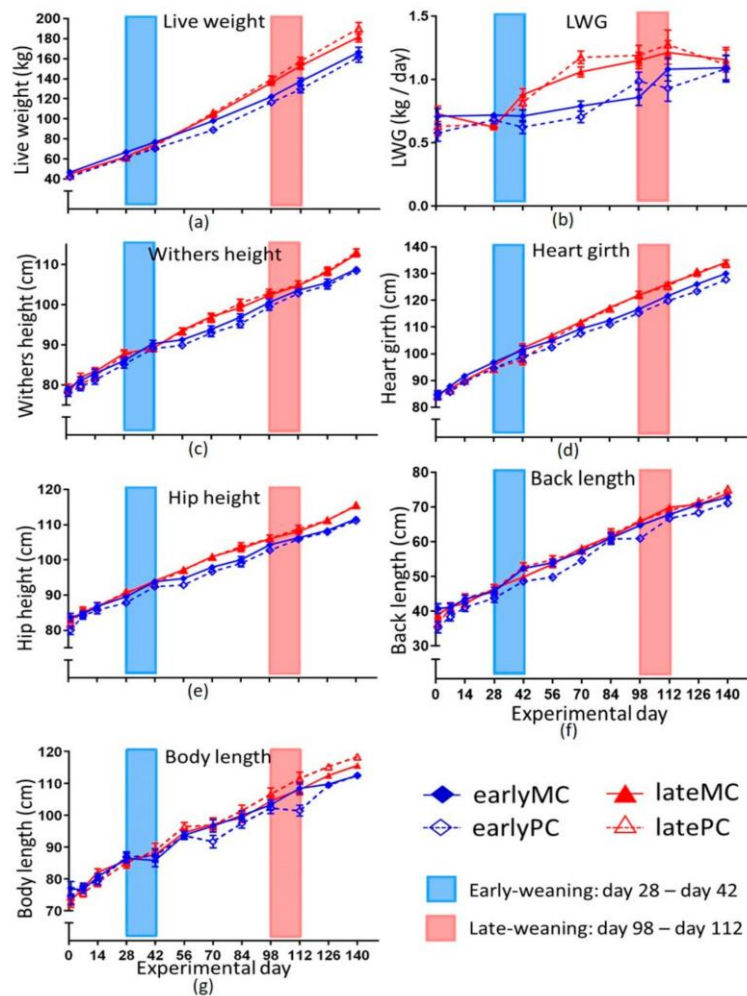 Live weight
Live weight (kg)
200
180
160
140
120
100
80
60
40
(a)
LWG
LWG (kg / day)
1.5
1.0
0.5
0.0
(b)
Withers height
Withers height (cm)
110
100
90
80
(c)
Heart girth
Heart girth (cm)
140
130
120
110
100
90
80
(d)
Hip height
Hip height (cm)
120
110
100
90
80
(e)
Back length
Back length (cm)
80
70
60
50
40
30
0 14 28 42 56 70 84 98 112 126 140
Experimental day
(f)
Body length
Body length (cm)
120
110
100
90
80
70
0 14 28 42 56 70 84 98 112 126 140
Experimental day
(g)
earlyMC lateMC
earlyPC latePC
Early-weaning: day 28 – day 42
Late-weaning: day 98 – day 112